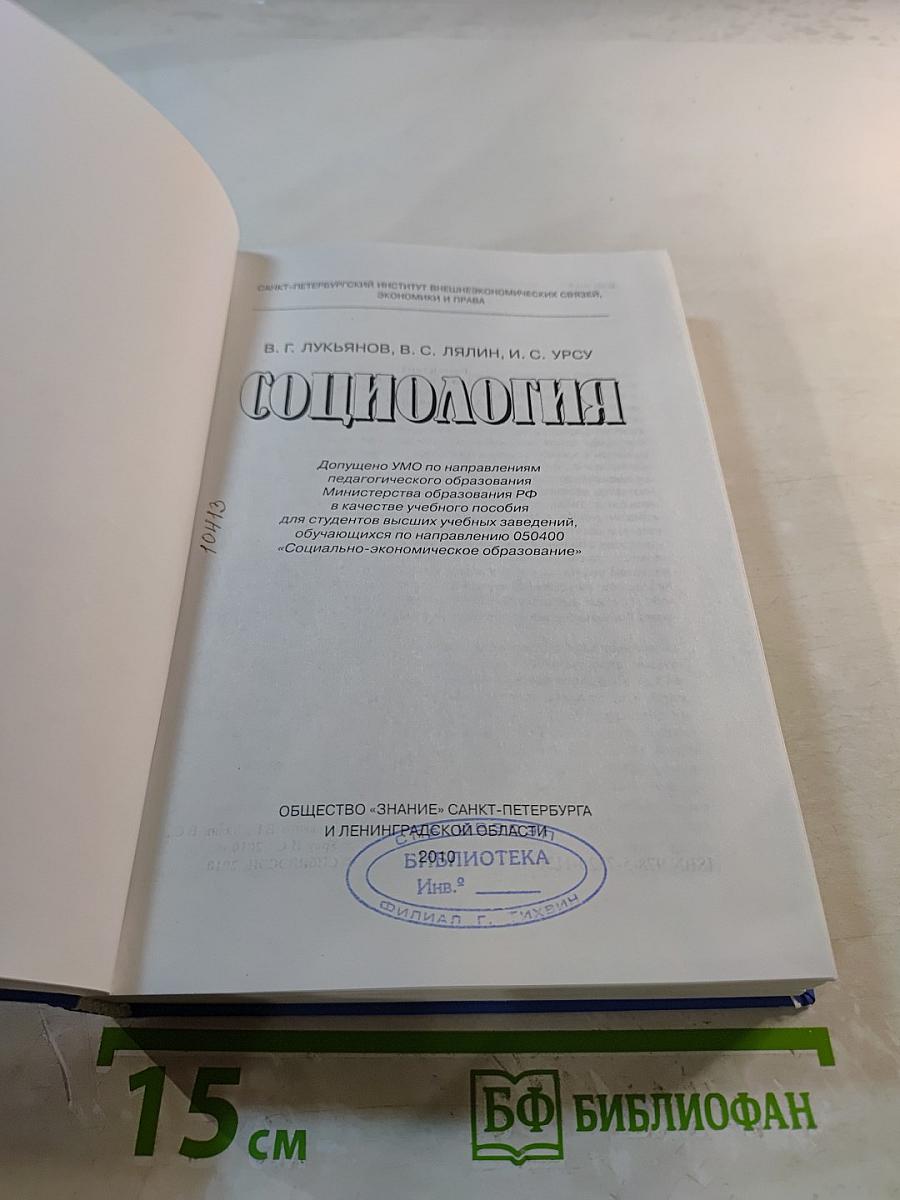 САНКТ-ПЕТЕРБУРГСКИЙ ИНСТИТУТ ВНЕШНЕЭКОНОМИЧЕСКИХ СВЯЗЕЙ,
ЭКОНОМИКИ И ПРАВА
В. Г. ЛУКЬЯНОВ, В. С. ЛЯЛИН, И. С. УРСУ
СОЦИОЛОГИЯ
Допущено УМО по направлениям
педагогического образования
Министерства образования РФ
в качестве учебного пособия
для студентов высших учебных заведений,
обучающихся по направлению 050400
«Социально-экономическое образование»
ОБЩЕСТВО «ЗНАНИЕ» САНКТ-ПЕТЕРБУРГА
И ЛЕНИНГРАДСКОЙ ОБЛАСТИ
2010
БИБЛИОТЕКА
Инв.º
ФИЛИАЛ Г. ТИХВИН
15 см
БФ БИБЛИОФАН